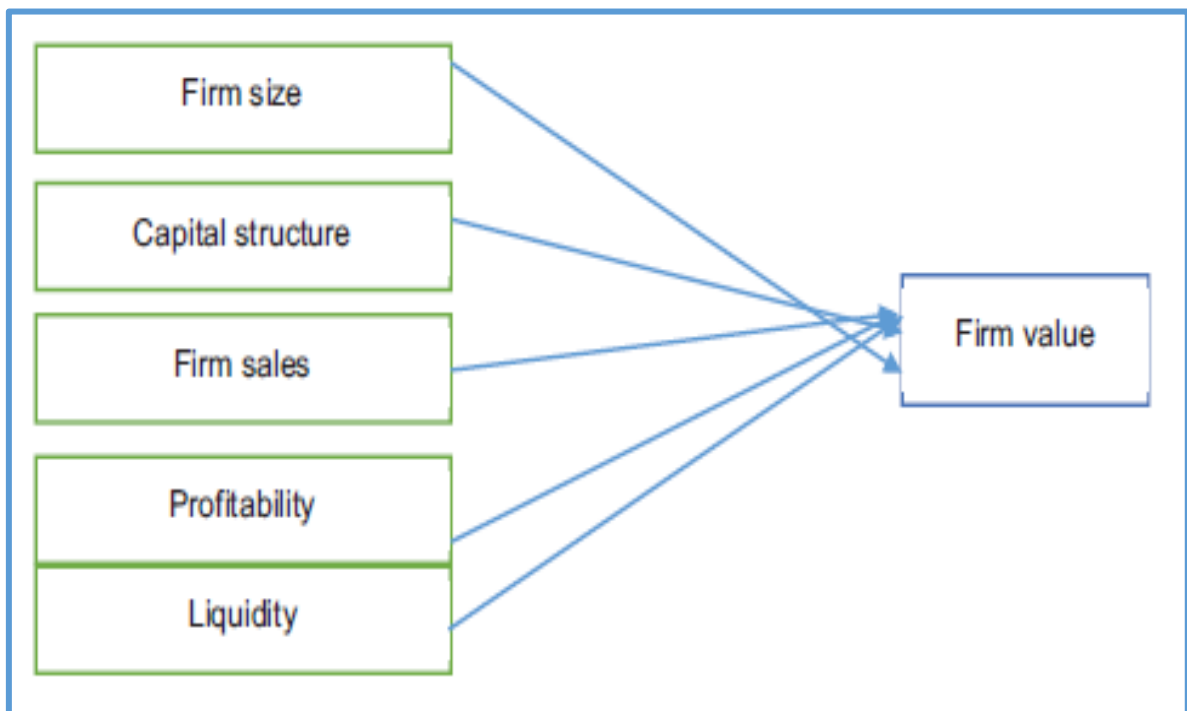 Firm size
Capital structure
Firm sales
Profitability
Liquidity
Firm value